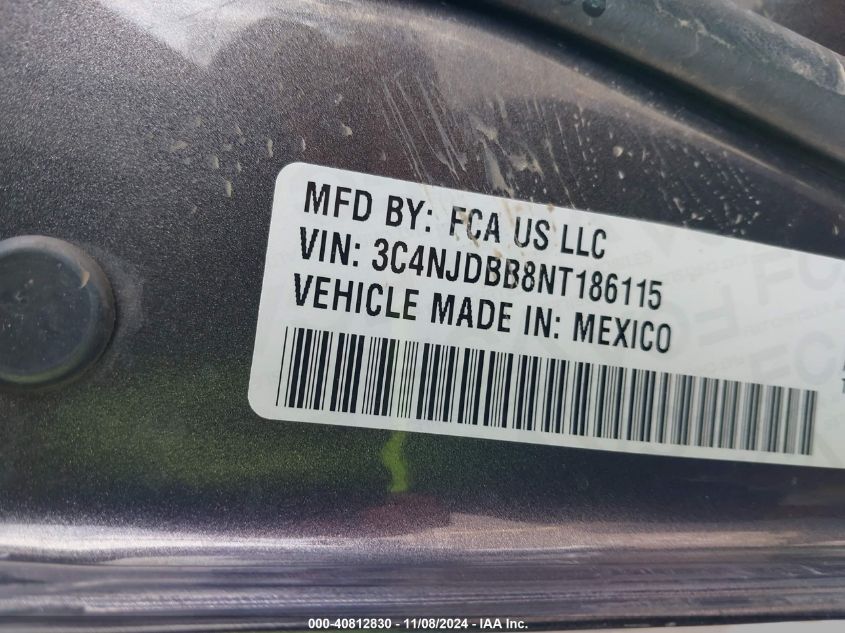 MFD BY: FCA US LLC
VIN: 3C4NJDBB8NT186115
VEHICLE MADE IN: MEXICO
000-40812830 - 11/08/2024 - IAA Inc.